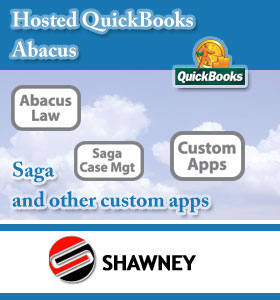 Hosted QuickBooks
Abacus
QuickBooks
Abacus
Law
Saga
Case Mgt
Custom
Apps
Saga
and other custom apps
SHAWNEY